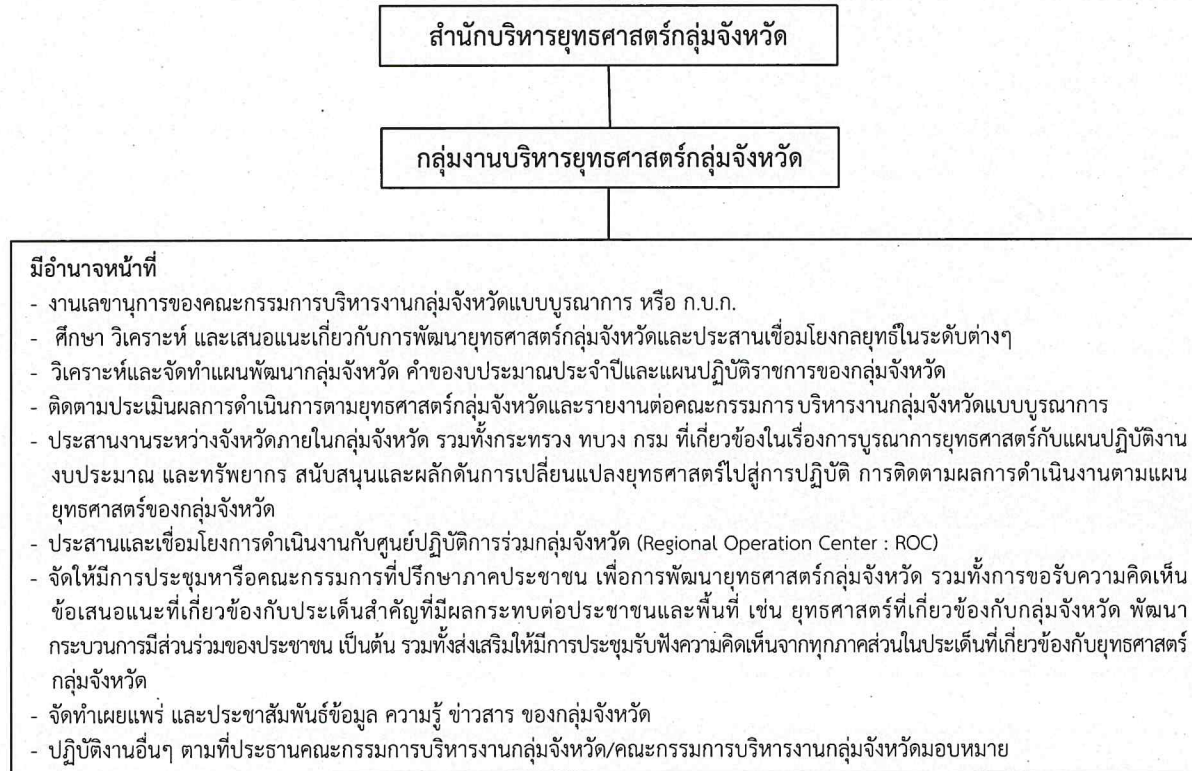 สำนักบริหารยุทธศาสตร์กลุ่มจังหวัด
กลุ่มงานบริหารยุทธศาสตร์กลุ่มจังหวัด
มีอำนาจหน้าที่
- งานเลขานุการของคณะกรรมการบริหารงานกลุ่มจังหวัดแบบบูรณาการ หรือ ก.บ.ก.
- ศึกษา วิเคราะห์ และเสนอแนะเกี่ยวกับการพัฒนายุทธศาสตร์กลุ่มจังหวัดและประสานเชื่อมโยงกลยุทธ์ในระดับต่างๆ
- วิเคราะห์และจัดทำแผนพัฒนากลุ่มจังหวัด คำของบประมาณประจำปีและแผนปฏิบัติราชการของกลุ่มจังหวัด
- ติดตามประเมินผลการดำเนินการตามยุทธศาสตร์กลุ่มจังหวัดและรายงานต่อคณะกรรมการบริหารงานกลุ่มจังหวัดแบบบูรณาการ
- ประสานงานระหว่างจังหวัดภายในกลุ่มจังหวัด รวมทั้งกระทรวง ทบวง กรม ที่เกี่ยวข้องในเรื่องการบูรณาการยุทธศาสตร์กับแผนปฏิบัติงาน
งบประมาณ และทรัพยากร สนับสนุนและผลักดันการเปลี่ยนแปลงยุทธศาสตร์ไปสู่การปฏิบัติ การติดตามผลการดำเนินงานตามแผน
ยุทธศาสตร์ของกลุ่มจังหวัด
- ประสานและเชื่อมโยงการดำเนินงานกับศูนย์ปฏิบัติการร่วมกลุ่มจังหวัด (Regional Operation Center : ROC)
- จัดให้มีการประชุมหารือคณะกรรมการที่ปรึกษาภาคประชาชน เพื่อการพัฒนายุทธศาสตร์กลุ่มจังหวัด รวมทั้งการขอรับความคิดเห็น
ข้อเสนอแนะที่เกี่ยวข้องกับประเด็นสำคัญที่มีผลกระทบต่อประชาชนและพื้นที่ เช่น ยุทธศาสตร์ที่เกี่ยวข้องกับกลุ่มจังหวัด พัฒนา
กระบวนการมีส่วนร่วมของประชาชน เป็นต้น รวมทั้งส่งเสริมให้มีการประชุมรับฟังความคิดเห็นจากทุกภาคส่วนในประเด็นที่เกี่ยวข้องกับยุทธศาสตร์
กลุ่มจังหวัด
- จัดทำเผยแพร่ และประชาสัมพันธ์ข้อมูล ความรู้ ข่าวสาร ของกลุ่มจังหวัด
- ปฏิบัติงานอื่นๆ ตามที่ประธานคณะกรรมการบริหารงานกลุ่มจังหวัด/คณะกรรมการบริหารงานกลุ่มจังหวัดมอบหมาย